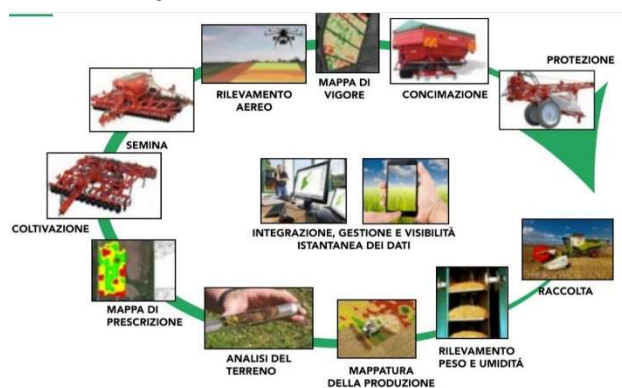 RILEVAMENTO
AEREO
MAPPA DI
VIGORE
CONCIMAZIONE
PROTEZIONE
SEMINA
COLTIVAZIONE
INTEGRAZIONE, GESTIONE E VISIBILITÀ
ISTANTANEA DEI DATI
MAPPA DI
PRESCRIZIONE
ANALISI DEL
TERRENO
MAPPATURA
DELLA PRODUZIONE
RILEVAMENTO
PESO E UMIDITÁ
RACCOLTA